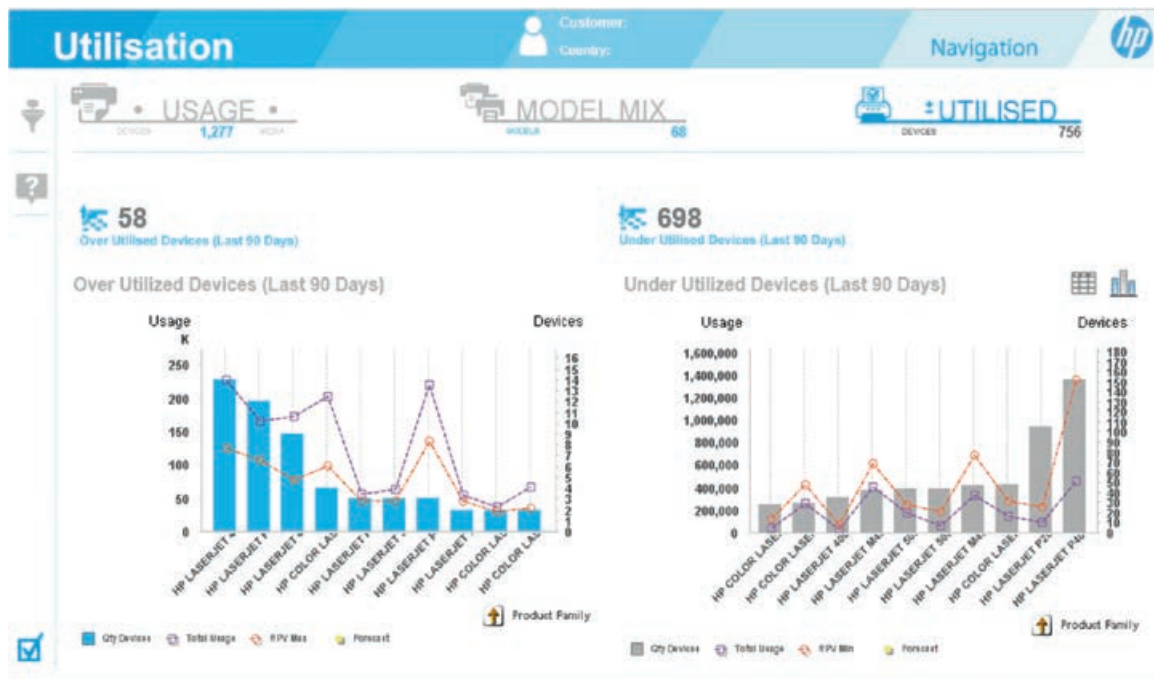 Utilisation
Customer:
Country:
Navigation
hp
• USAGE •
DEVICES 1,277 MEDIA
MODEL MIX
MODELS 68
± UTILISED
DEVICES 756
58
Over Utilised Devices (Last 90 Days)
698
Under Utilised Devices (Last 90 Days)
Over Utilized Devices (Last 90 Days)
Usage
K
Devices
250
200
150
100
50
0
16
15
14
13
12
11
10
9
8
7
6
5
4
3
2
1
0
HP LASERJET
HP LASERJET
HP LASERJET
HP COLOR LAS
HP LASERJET
HP LASERJET
HP LASERJET
HP LASERJET
HP COLOR LAS
HP COLOR LAS
Product Family
Qty Devices
Total Usage
RPV Max
Forecast
Under Utilized Devices (Last 90 Days)
Usage
Devices
1,600,000
1,400,000
1,200,000
1,000,000
800,000
600,000
400,000
200,000
0
180
170
160
150
140
130
120
110
100
90
80
70
60
50
40
30
20
10
0
HP COLOR LASE
HP COLOR LASE
HP LASERJET
HP LASERJET M4
HP LASERJET
HP LASERJET
HP LASERJET M4
HP COLOR LASE
HP LASERJET P
HP LASERJET P
Product Family
Qty Devices
Total Usage
RPV Min
Forecast